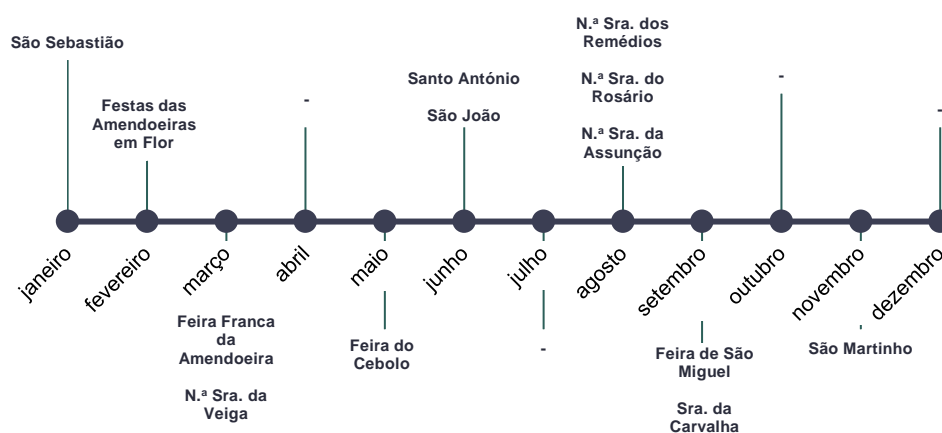 São Sebastião
Festas das
Amendoeiras
em Flor
-
Santo António
São João
N.ª Sra. dos
Remédios
N.ª Sra. do
Rosário
N.ª Sra. da
Assunção
-
-
janeiro
fevereiro
março
abril
maio
junho
julho
agosto
setembro
outubro
novembro
dezembro
Feira Franca
da
Amendoeira
N.ª Sra. da
Veiga
Feira do
Cebolo
-
Feira de São
Miguel
Sra. da
Carvalha
São Martinho